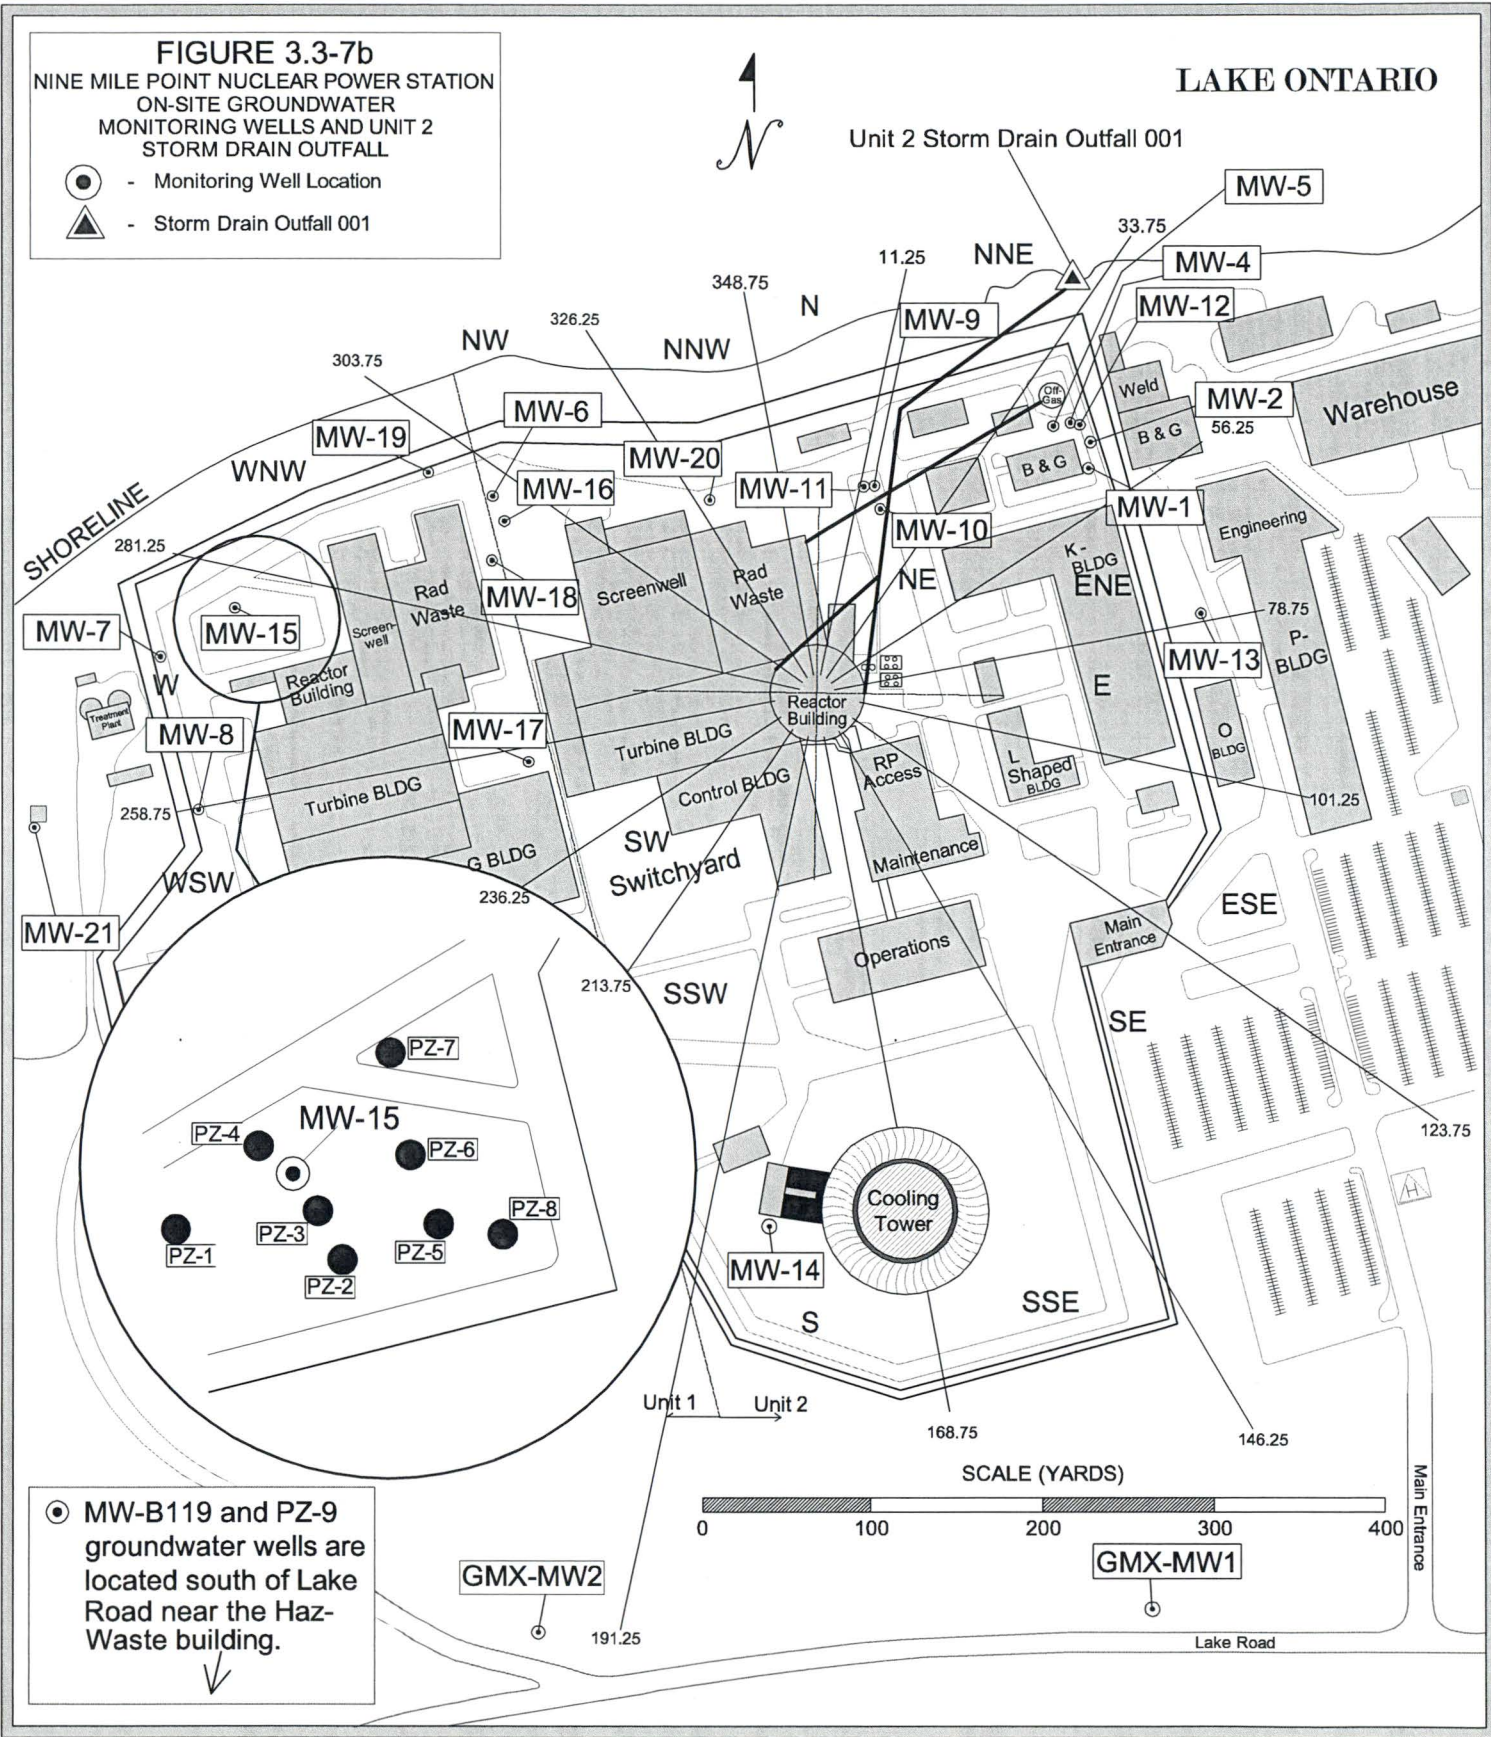 FIGURE 3.3-7b
NINE MILE POINT NUCLEAR POWER STATION
ON-SITE GROUNDWATER
MONITORING WELLS AND UNIT 2
STORM DRAIN OUTFALL
- Monitoring Well Location
- Storm Drain Outfall 001
N
LAKE ONTARIO
Unit 2 Storm Drain Outfall 001
MW-5
33.75
NNE
11.25
MW-4
348.75
N
MW-12
MW-9
326.25
NW
NNW
303.75
Off-
Gas
Weld
MW-2
56.25
Warehouse
B & G
MW-6
MW-19
MW-20
WNW
B & G
MW-16
MW-11
MW-1
SHORELINE
MW-10
Engineering
281.25
K-
BLDG
ENE
NE
Rad
Waste
Screenwell
Rad
Waste
MW-18
78.75
MW-15
MW-7
Screen-
well
P-
BLDG
MW-13
W
Reactor
Building
E
Treatment
Plant
Reactor
Building
MW-8
MW-17
Turbine BLDG
O
BLDG
RP
Access
L
Shaped
BLDG
Control BLDG
Turbine BLDG
258.75
101.25
SW
Switchyard
Maintenance
G BLDG
WSW
236.25
ESE
MW-21
Main
Entrance
Operations
213.75
SSW
SE
PZ-7
MW-15
PZ-4
PZ-6
123.75
H
Cooling
Tower
PZ-8
PZ-3
PZ-5
PZ-1
PZ-2
MW-14
SSE
S
Unit 1
Unit 2
168.75
146.25
SCALE (YARDS)
0 100 200 300 400
Main Entrance
MW-B119 and PZ-9
groundwater wells are
located south of Lake
Road near the Haz-
Waste building.
GMX-MW2
GMX-MW1
191.25
Lake Road